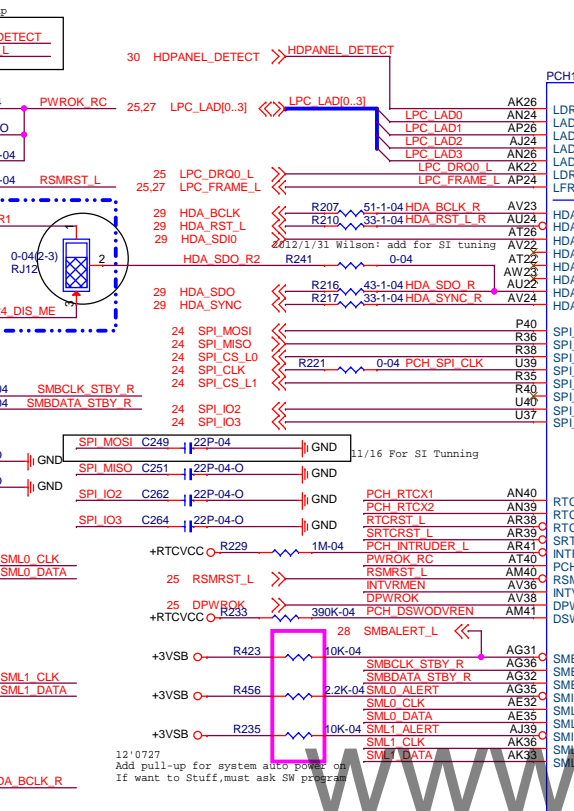 DETECT
HDPANEL_DETECT
30 HDPANEL_DETECT
PCH1
PWROK_RC
25,27 LPC_LAD[0..3]
LPC_LAD[0..3]
AK26
LPC_LAD0 AN24
LPC_LAD1 AP26
LPC_LAD2 AJ24
LPC_LAD3 AN26
25 LPC_DRQ0_L
LPC_DRQ0_L AK22
RSMRST_L
25,27 LPC_FRAME_L
LPC_FRAME_L AP24
29 HDA_BCLK R207 51-1-04 HDA_BCLK_R AV23
29 HDA_RST_L R210 33-1-04 HDA_RST_L_R AU24
29 HDA_SDI0 AT26
2012/1/31 Wilson: add for SI tuning
AV22
0-04(2-3)
RJ12
1
2
3
HDA_SDO_R2 R241 0-04 AT22
AW23
29 HDA_SDO R216 43-1-04 HDA_SDO_R AU22
29 HDA_SYNC R217 33-1-04 HDA_SYNC_R AV24
DIS_ME
24 SPI_MOSI P40
24 SPI_MISO R36
24 SPI_CS_L0 R38
24 SPI_CLK R221 0-04 PCH_SPI_CLK U39
24 SPI_CS_L1 R35
SMBCLK_STBY_R
R40
SMBDATA_STBY_R
24 SPI_IO2 U40
24 SPI_IO3 U37
SPI_MOSI C249 22P-04 GND
11/16 For SI Tunning
GND
SPI_MISO C251 22P-04-O GND
GND
SPI_IO2 C262 22P-04-O GND
SPI_IO3 C264 22P-04-O GND
PCH_RTCX1 AN40
PCH_RTCX2 AN39
RTCRST_L AR38
SRTCRST_L AR39
+RTCVCC R229 1M-04 PCH_INTRUDER_L AR41
PWROK_RC AT40
SML0_CLK
SML0_DATA
25 RSMRST_L
RSMRST_L AM40
INTVRMEN AV36
25 DPWROK
DPWROK AV38
+RTCVCC R233 390K-04 PCH_DSWODVREN AM41
28 SMBALERT_L
+3VSB R423 10K-04 AG31
SMBCLK_STBY_R AG36
SMBDATA_STBY_R AG32
SML1_CLK
SML1_DATA
+3VSB R456 2.2K-04 SML0_ALERT AG35
SML0_CLK AE32
SML0_DATA AE35
+3VSB R235 10K-04 SML1_ALERT AJ39
SML1_CLK AK36
SML1_DATA AK33
12'0727
Add pull-up for system auto power on
If want to Stuff,must ask SW program
WWW